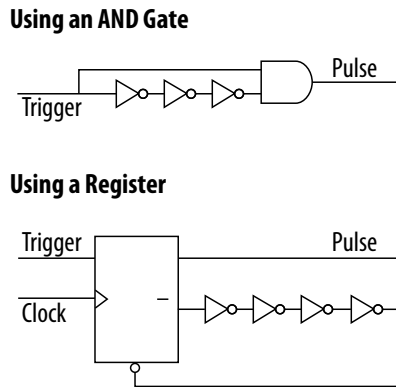 Using an AND Gate
Pulse
Trigger
Using a Register
Trigger
Pulse
Clock